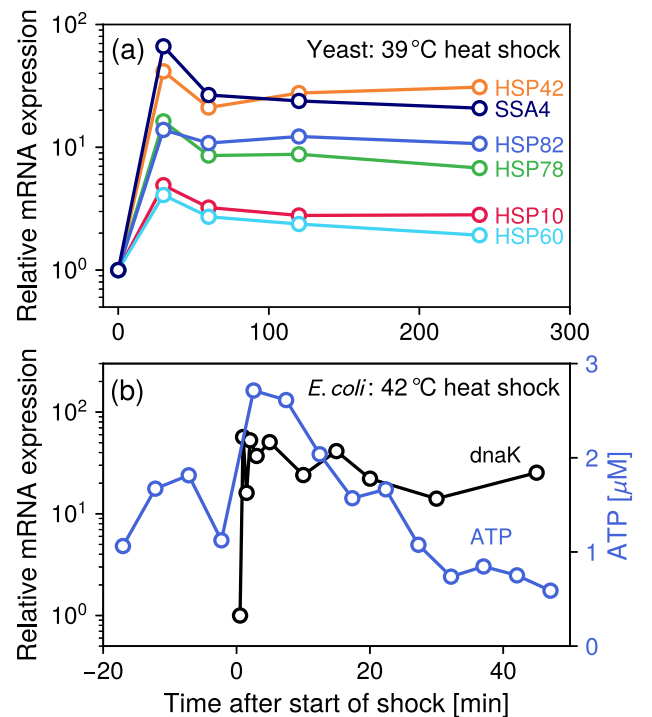 (a) Yeast: 39 °C heat shock
Relative mRNA expression
10²
10¹
10⁰
HSP42
SSA4
HSP82
HSP78
HSP10
HSP60
0 100 200 300
(b) E. coli: 42 °C heat shock
Relative mRNA expression
10²
10¹
10⁰
dnaK
ATP
3
2
1
0
ATP [μM]
−20 0 20 40
Time after start of shock [min]